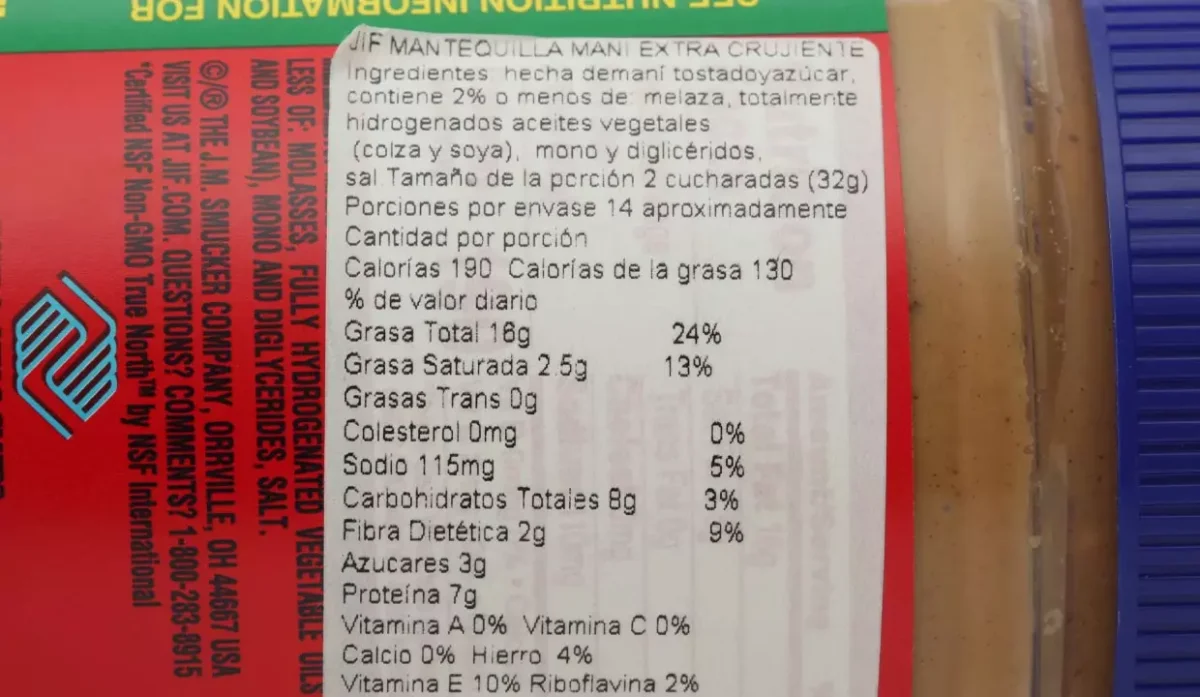 SEE NUTRITION INFORMATION FOR
JIF MANTEQUILLA MANI EXTRA CRUJIENTE
Ingredientes: hecha demaní tostadoyazúcar,
contiene 2% o menos de: melaza, totalmente
hidrogenados aceites vegetales
(colza y soya), mono y diglicéridos,
sal.Tamaño de la porción 2 cucharadas (32g)
Porciones por envase 14 aproximadamente
Cantidad por porción
Calorías 190 Calorías de la grasa 130
% de valor diario
Grasa Total 16g 24%
Grasa Saturada 2.5g 13%
Grasas Trans 0g
Colesterol 0mg 0%
Sodio 115mg 5%
Carbohidratos Totales 8g 3%
Fibra Dietética 2g 9%
Azucares 3g
Proteína 7g
Vitamina A 0% Vitamina C 0%
Calcio 0% Hierro 4%
Vitamina E 10% Riboflavina 2%
LESS OF: MOLASSES, FULLY HYDROGENATED VEGETABLE OILS
AND SOYBEAN), MONO AND DIGLYCERIDES, SALT.
©/® THE J.M. SMUCKER COMPANY, ORRVILLE, OH 44667 USA
VISIT US AT JIF.COM. QUESTIONS? COMMENTS? 1-800-283-8915
*Certified NSF Non-GMO True North™ by NSF International